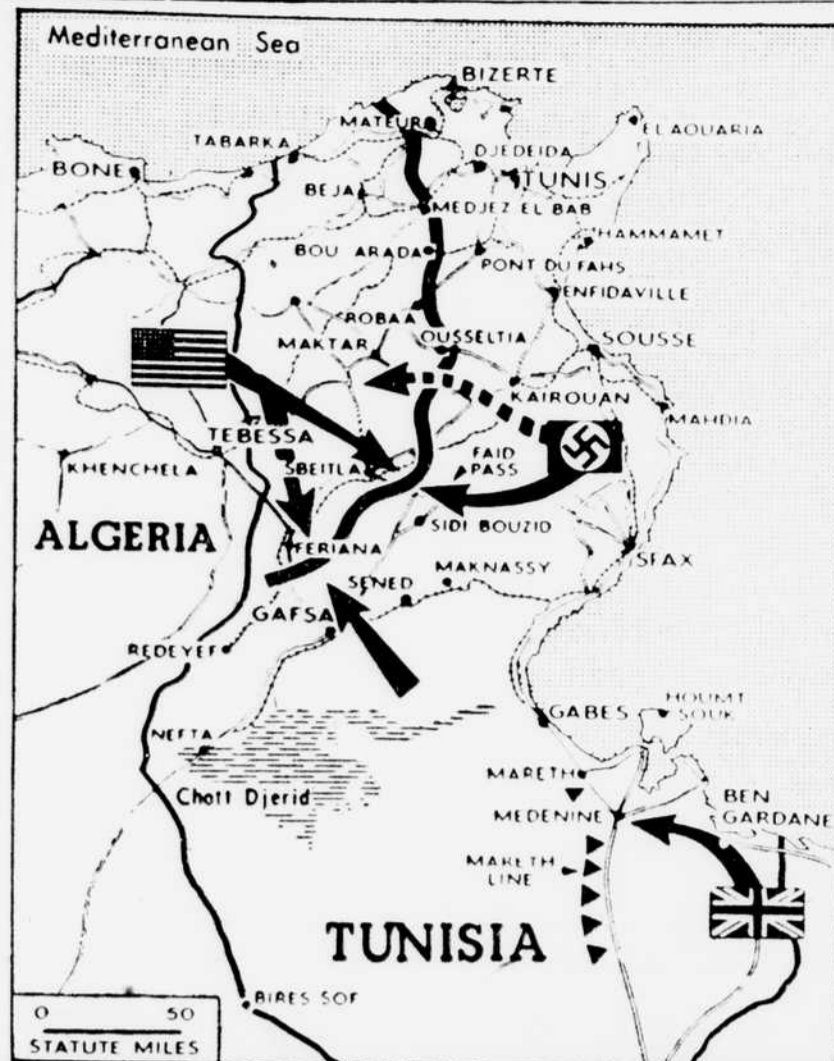 Mediterranean Sea
BIZERTE
MATEUR
EL AOUARIA
TABARKA
DJEDEIDA
BONE
TUNIS
BEJA
MEDJEZ EL BAB
HAMMAMET
BOU ARADA
PONT DU FAHS
ENFIDAVILLE
ROBAA
OUSSELTIA
SOUSSE
MAKTAR
KAIROUAN
MAHDIA
TEBESSA
FAID
PASS
KHENCHELA
SBEITLA
ALGERIA
SIDI BOUZID
FERIANA
SFAX
MAKNASSY
SENED
GAFSA
REDEYEF
HOUMT
SOUK
GABES
NEFTA
MARETH
Chott Djerid
BEN
GARDANE
MEDENINE
MARETH
LINE
TUNISIA
BIRES SOF
0 50
STATUTE MILES